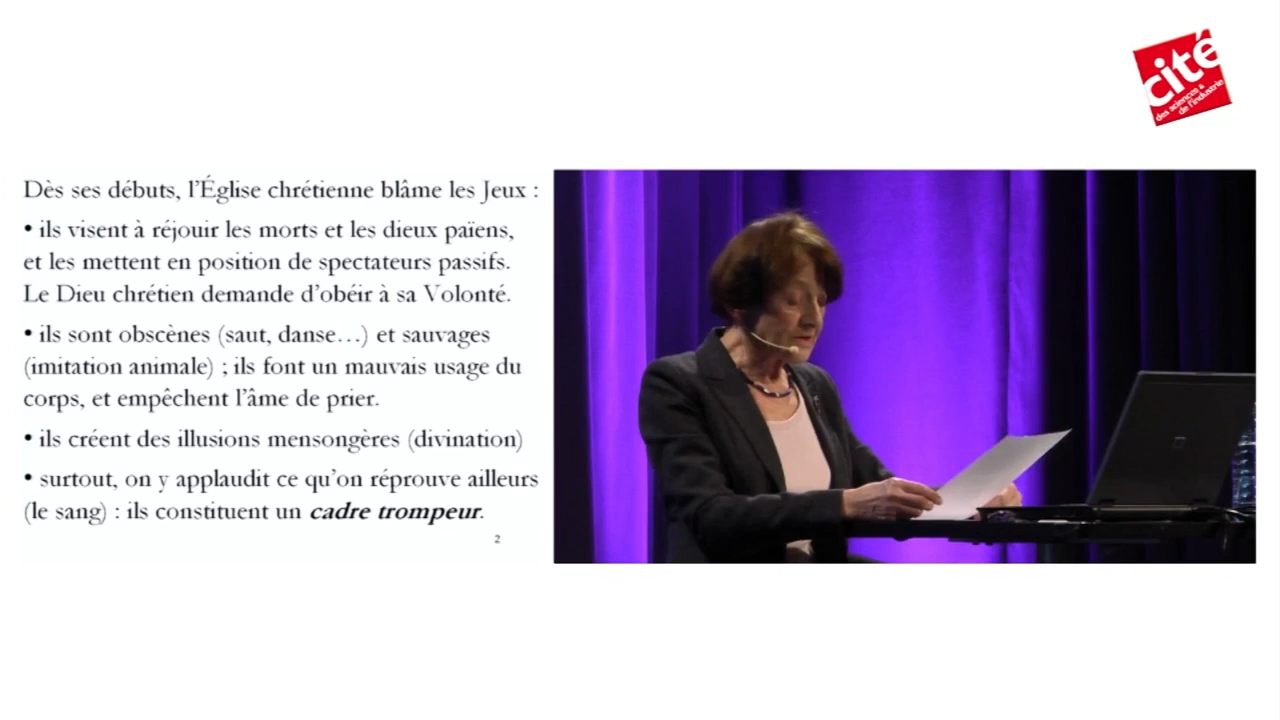 cité
des sciences &
de l'industrie
Dès ses débuts, l'Église chrétienne blâme les Jeux :
• ils visent à réjouir les morts et les dieux païens,
et les mettent en position de spectateurs passifs.
Le Dieu chrétien demande d'obéir à sa Volonté.
• ils sont obscènes (saut, danse…) et sauvages
(imitation animale) ; ils font un mauvais usage du
corps, et empêchent l'âme de prier.
• ils créent des illusions mensongères (divination)
• surtout, on y applaudit ce qu'on réprouve ailleurs
(le sang) : ils constituent un cadre trompeur.
2